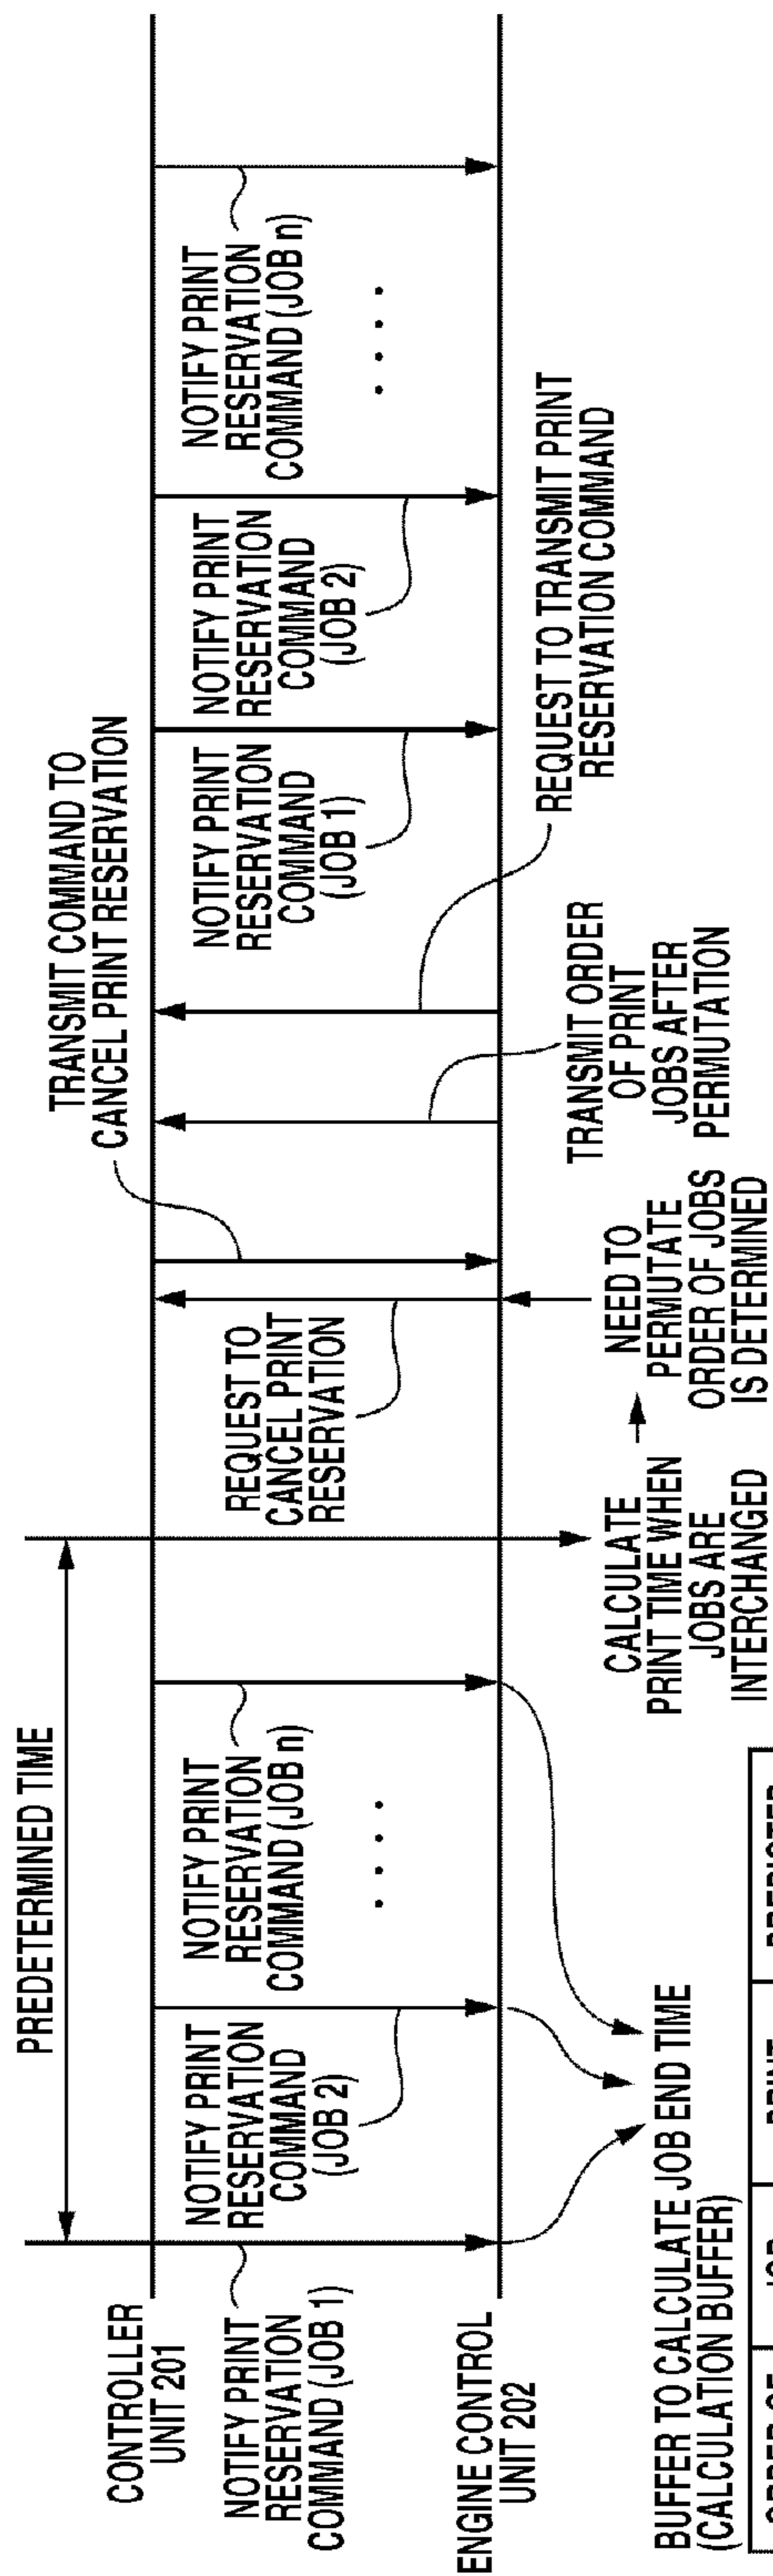 PREDETERMINED TIME
CONTROLLER
UNIT 201
NOTIFY PRINT
RESERVATION
COMMAND (JOB 1)
NOTIFY PRINT
RESERVATION
COMMAND
(JOB 2)
NOTIFY PRINT
RESERVATION
COMMAND (JOB n)
. . . .
REQUEST TO
CANCEL PRINT
RESERVATION
TRANSMIT COMMAND TO
CANCEL PRINT RESERVATION
NOTIFY PRINT
RESERVATION
COMMAND
(JOB 1)
NOTIFY PRINT
RESERVATION
COMMAND
(JOB 2)
NOTIFY PRINT
RESERVATION
COMMAND (JOB n)
. . . .
ENGINE CONTROL
UNIT 202
CALCULATE
PRINT TIME WHEN
JOBS ARE
INTERCHANGED
NEED TO
PERMUTATE
ORDER OF JOBS
IS DETERMINED
TRANSMIT ORDER
OF PRINT
JOBS AFTER
PERMUTATION
REQUEST TO TRANSMIT PRINT
RESERVATION COMMAND
BUFFER TO CALCULATE JOB END TIME
(CALCULATION BUFFER)